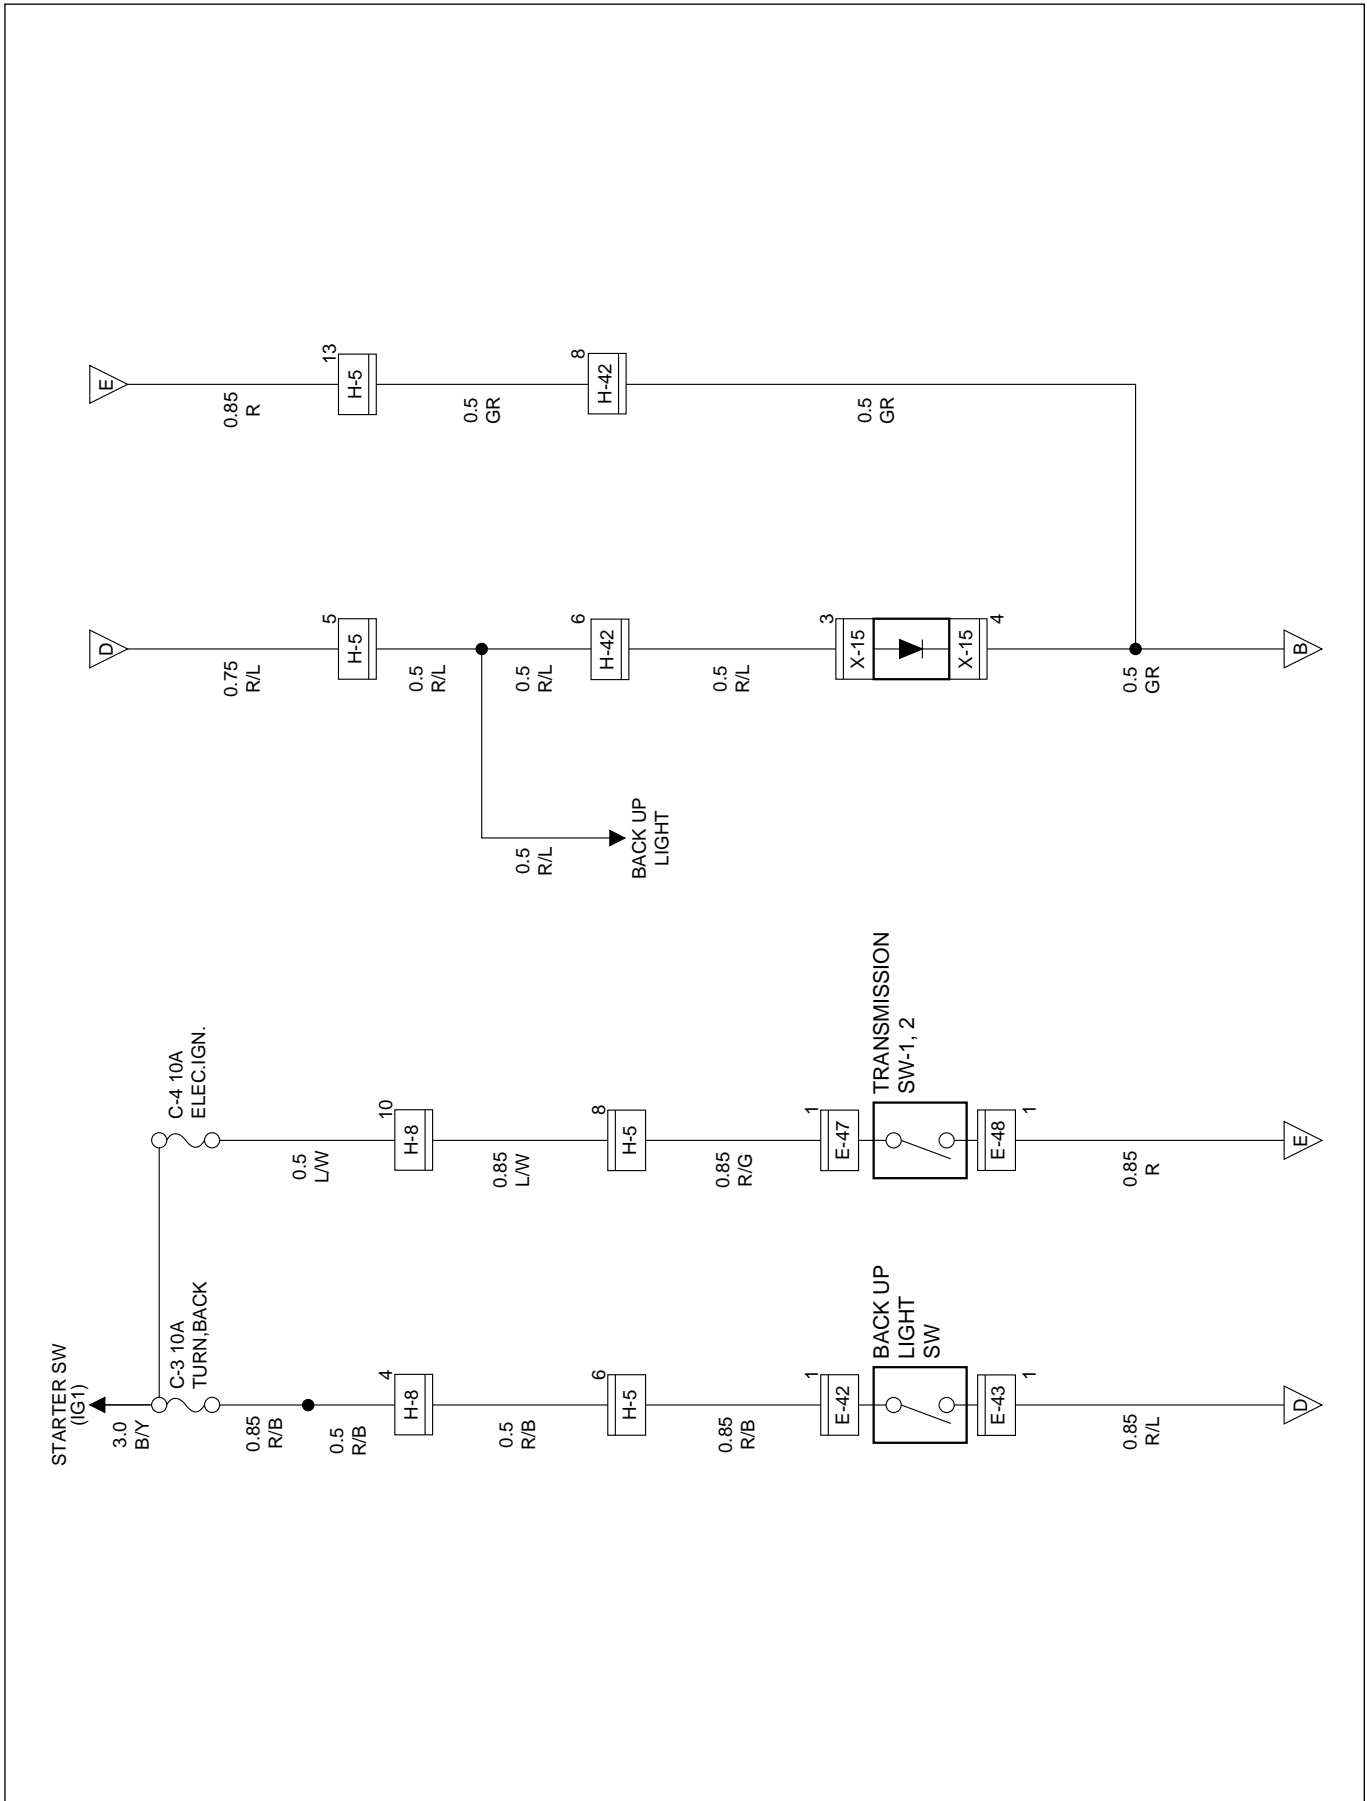 STARTER SW
(IG1)
3.0
B/Y
C-3 10A
TURN,BACK
0.85
R/B
0.5
R/B
4
H-8
0.5
R/B
6
H-5
0.85
R/B
1
E-42
BACK UP
LIGHT
SW
E-43
1
0.85
R/L
D
C-4 10A
ELEC.IGN.
0.5
L/W
10
H-8
0.85
L/W
8
H-5
0.85
R/G
1
E-47
TRANSMISSION
SW-1, 2
E-48
1
0.85
R
E
D
0.75
R/L
5
H-5
0.5
R/L
0.5
R/L
BACK UP
LIGHT
0.5
R/L
6
H-42
0.5
R/L
3
X-15
X-15
4
0.5
GR
B
E
0.85
R
13
H-5
0.5
GR
8
H-42
0.5
GR